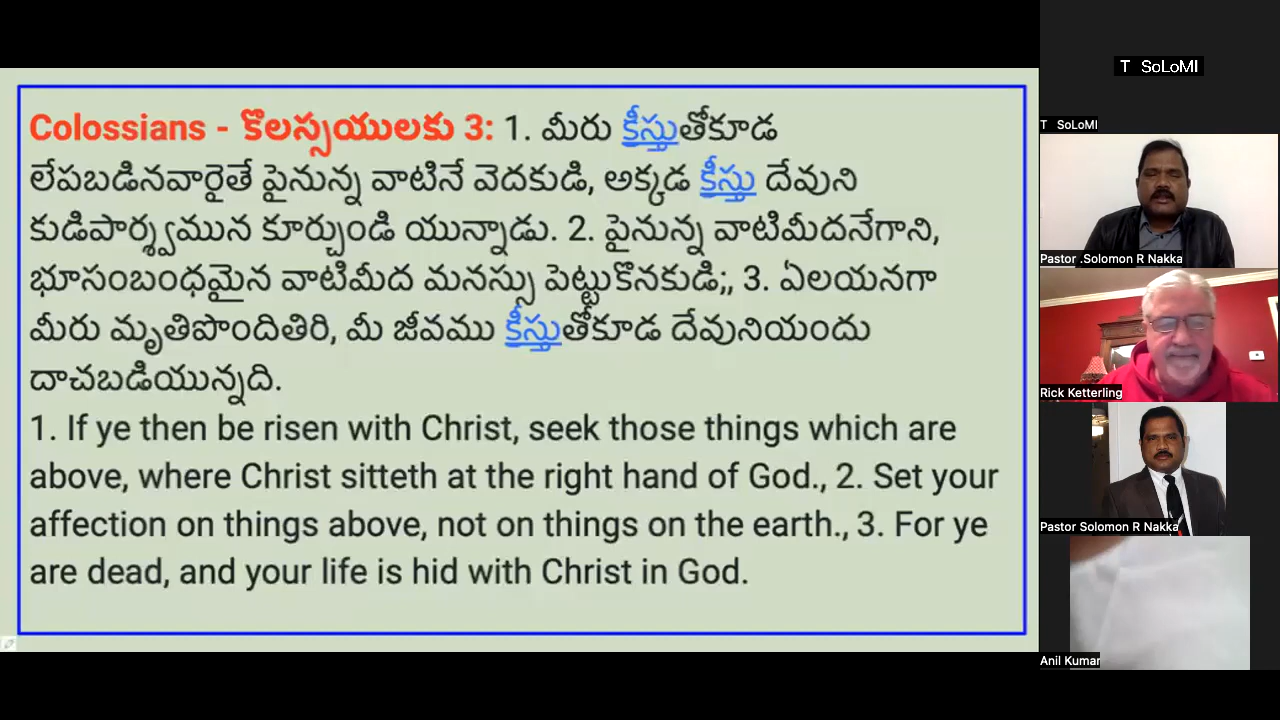 Colossians - కొలస్సయులకు 3: 1. మీరు క్రీస్తుతోకూడ
లేపబడినవారైతే పైనున్న వాటినే వెదకుడి, అక్కడ క్రీస్తు దేవుని
కుడిపార్శ్వమున కూర్చుండి యున్నాడు. 2. పైనున్న వాటిమీదనేగాని,
భూసంబంధమైన వాటిమీద మనస్సు పెట్టుకొనకుడి;, 3. ఏలయనగా
మీరు మృతిపొందితిరి, మీ జీవము క్రీస్తుతోకూడ దేవునియందు
దాచబడియున్నది.
1. If ye then be risen with Christ, seek those things which are
above, where Christ sitteth at the right hand of God., 2. Set your
affection on things above, not on things on the earth., 3. For ye
are dead, and your life is hid with Christ in God.
T SoLoMI
T SoLoMI
Pastor .Solomon R Nakka
Rick Ketterling
Pastor Solomon R Nakka
Anil Kumar